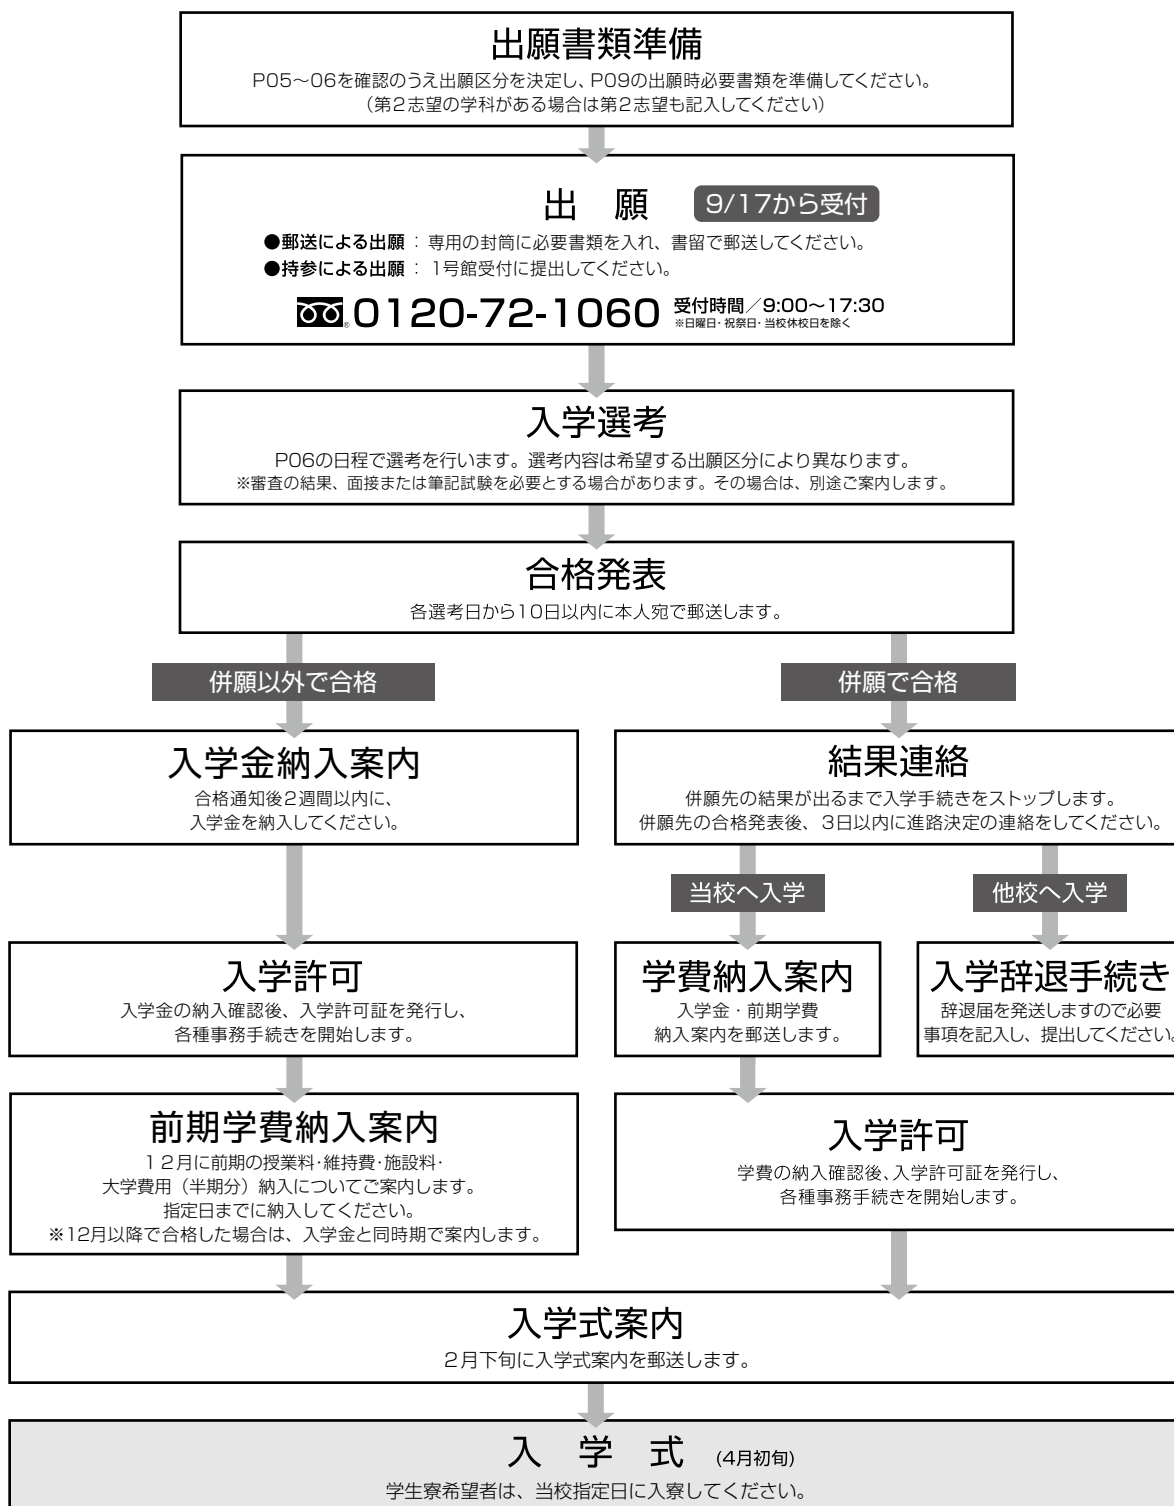 出願書類準備
P05～06を確認のうえ出願区分を決定し、P09の出願時必要書類を準備してください。
（第2志望の学科がある場合は第2志望も記入してください）
出　願　9/17から受付
●郵送による出願：専用の封筒に必要書類を入れ、書留で郵送してください。
●持参による出願：1号館受付に提出してください。
0120-72-1060 受付時間／9:00～17:30
※日曜日・祝祭日・当校休校日を除く
入学選考
P06の日程で選考を行います。選考内容は希望する出願区分により異なります。
※審査の結果、面接または筆記試験を必要とする場合があります。その場合は、別途ご案内します。
合格発表
各選考日から10日以内に本人宛で郵送します。
併願以外で合格
入学金納入案内
合格通知後2週間以内に、
入学金を納入してください。
入学許可
入学金の納入確認後、入学許可証を発行し、
各種事務手続きを開始します。
前期学費納入案内
12月に前期の授業料・維持費・施設料・
大学費用（半期分）納入についてご案内します。
指定日までに納入してください。
※12月以降で合格した場合は、入学金と同時期で案内します。
併願で合格
結果連絡
併願先の結果が出るまで入学手続きをストップします。
併願先の合格発表後、3日以内に進路決定の連絡をしてください。
当校へ入学
学費納入案内
入学金・前期学費
納入案内を郵送します。
他校へ入学
入学辞退手続き
辞退届を発送しますので必要
事項を記入し、提出してください。
入学許可
学費の納入確認後、入学許可証を発行し、
各種事務手続きを開始します。
入学式案内
2月下旬に入学式案内を郵送します。
入　学　式　(4月初旬)
学生寮希望者は、当校指定日に入寮してください。